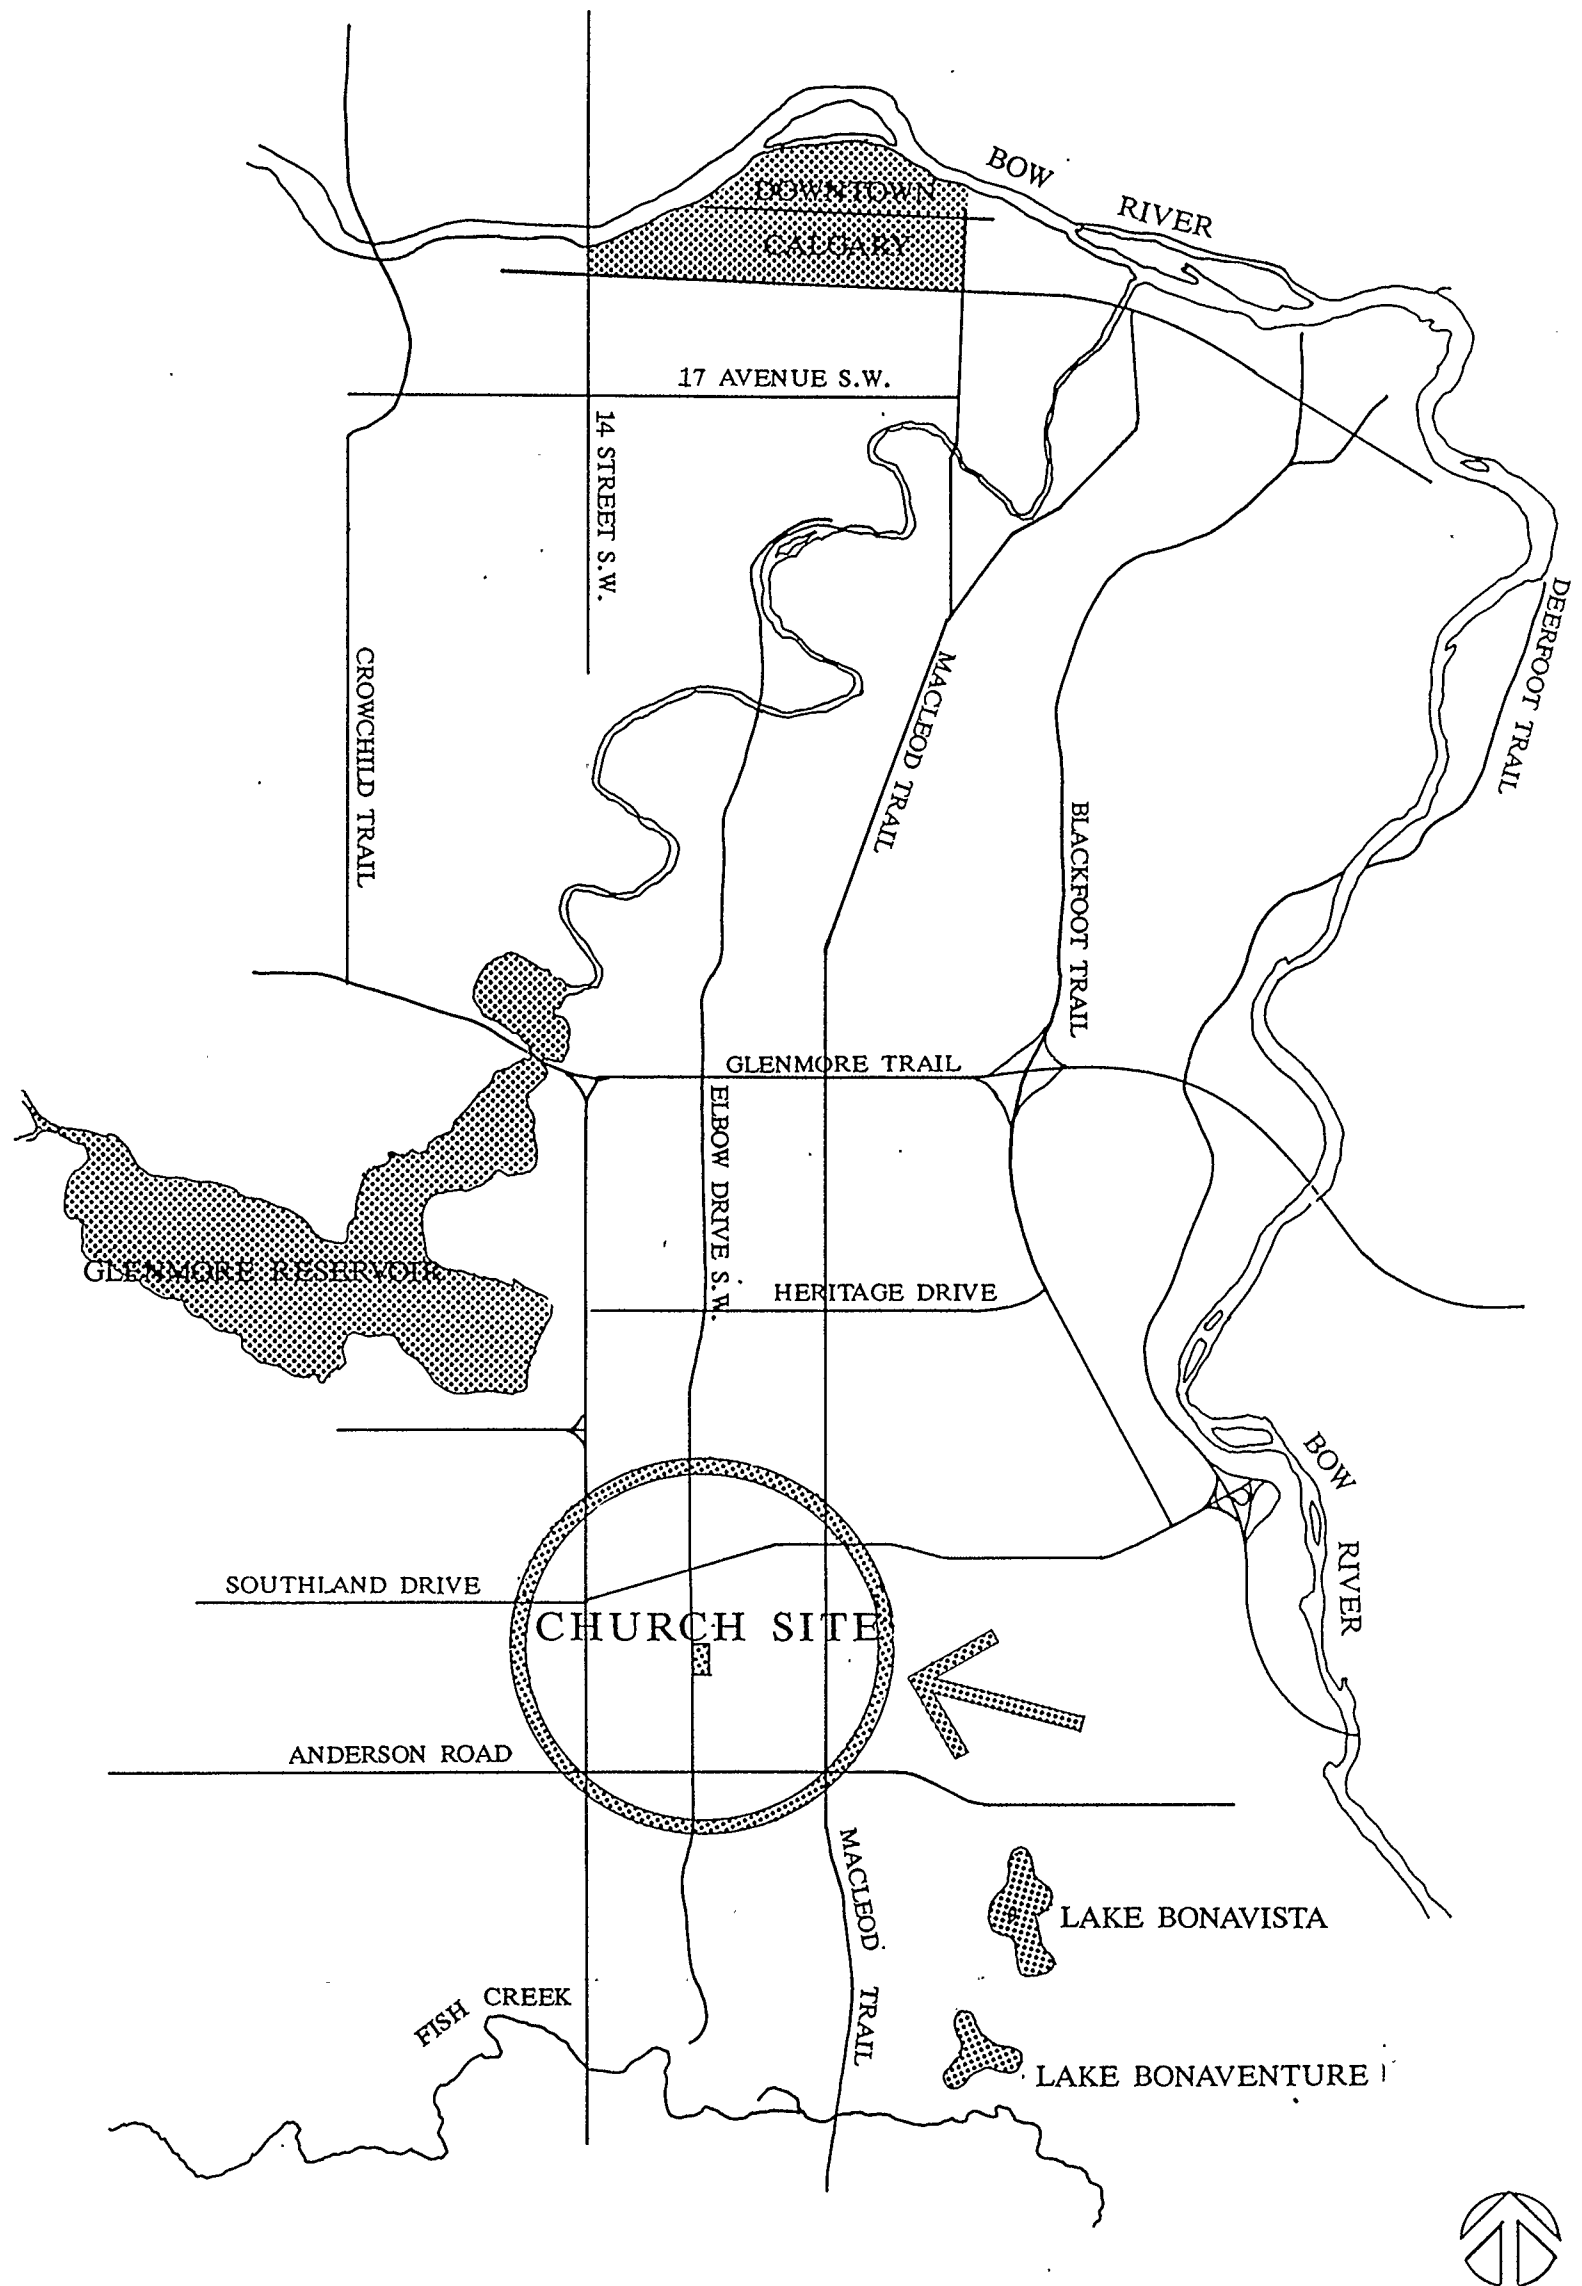 BOW
RIVER
DOWNTOWN
CALGARY
17 AVENUE S.W.
14 STREET S.W.
DEERFOOT TRAIL
CROWCHILD TRAIL
MACLEOD TRAIL
BLACKFOOT TRAIL
GLENMORE TRAIL
ELBOW DRIVE S.W.
GLENMORE RESERVOIR
HERITAGE DRIVE
BOW
RIVER
SOUTHLAND DRIVE
CHURCH SITE
ANDERSON ROAD
MACLEOD TRAIL
LAKE BONAVISTA
FISH CREEK
LAKE BONAVENTURE